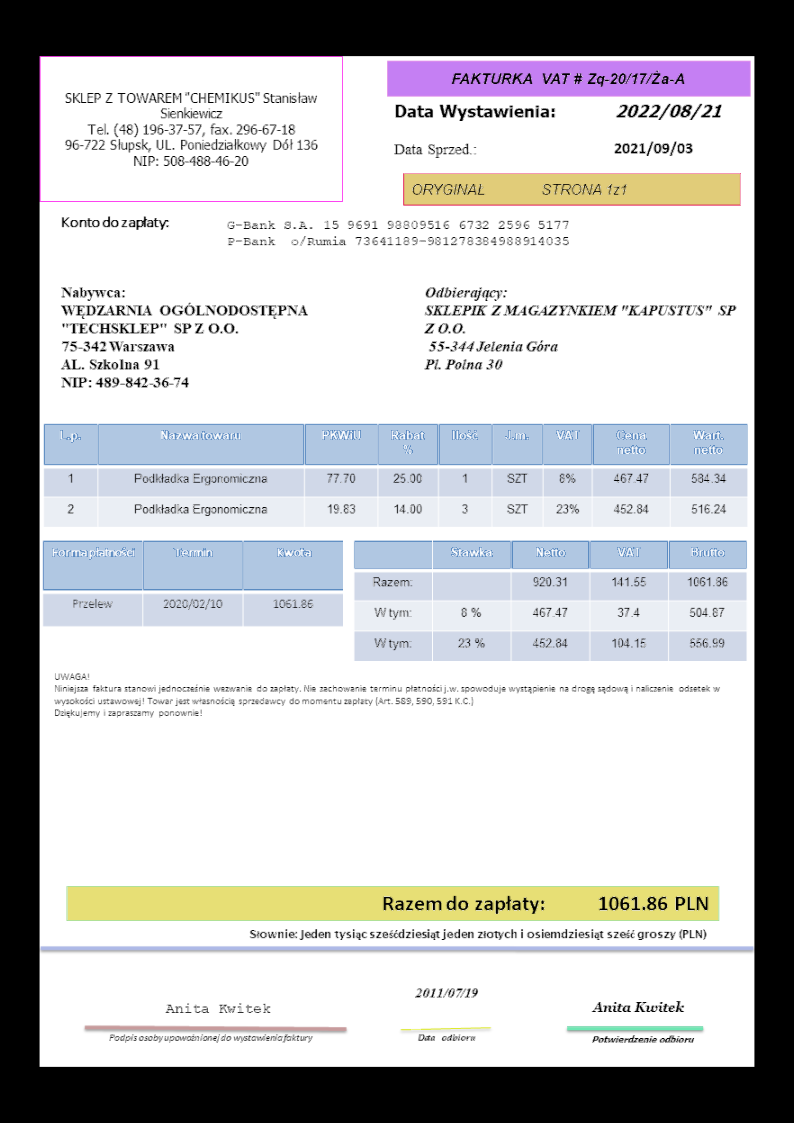 SKLEP Z TOWAREM "CHEMIKUS" Stanisław
Sienkiewicz
Tel. (48) 196-37-57, fax. 296-67-18
96-722 Słupsk, UL. Poniedziałkowy Dół 136
NIP: 508-488-46-20
FAKTURKA VAT # Zq-20/17/Ża-A
Data Wystawienia: 2022/08/21
Data Sprzed.: 2021/09/03
ORYGINAŁ STRONA 1z1
Konto do zapłaty: G-Bank S.A. 15 9691 98809516 6732 2596 5177
P-Bank o/Rumia 73641189-981278384988914035
Nabywca:
WĘDZARNIA OGÓLNODOSTĘPNA
"TECHSKLEP" SP Z O.O.
75-342 Warszawa
AL. Szkolna 91
NIP: 489-842-36-74
Odbierający:
SKLEPIK Z MAGAZYNKIEM "KAPUSTUS" SP
Z O.O.
55-344 Jelenia Góra
Pl. Polna 30
L.p. Nazwa towaru PKWiU Rabat % Ilość J.m. VAT Cena netto Wart. netto
1 Podkładka Ergonomiczna 77.70 25.00 1 SZT 8% 467.47 584.34
2 Podkładka Ergonomiczna 19.83 14.00 3 SZT 23% 452.84 516.24
Forma płatności Termin Kwota
Przelew 2020/02/10 1061.86
Stawka Netto VAT Brutto
Razem: 920.31 141.55 1061.86
W tym: 8 % 467.47 37.4 504.87
W tym: 23 % 452.84 104.15 556.99
UWAGA!
Niniejsza faktura stanowi jednocześnie wezwanie do zapłaty. Nie zachowanie terminu płatności j.w. spowoduje wystąpienie na drogę sądową i naliczenie odsetek w
wysokości ustawowej! Towar jest własnością sprzedawcy do momentu zapłaty (Art. 589, 590, 591 K.C.)
Dziękujemy i zapraszamy ponownie!
Razem do zapłaty: 1061.86 PLN
Słownie: Jeden tysiąc sześćdziesiąt jeden złotych i osiemdziesiąt sześć groszy (PLN)
Anita Kwitek
Podpis osoby upoważnionej do wystawienia faktury
2011/07/19
Data odbioru
Anita Kwitek
Potwierdzenie odbioru